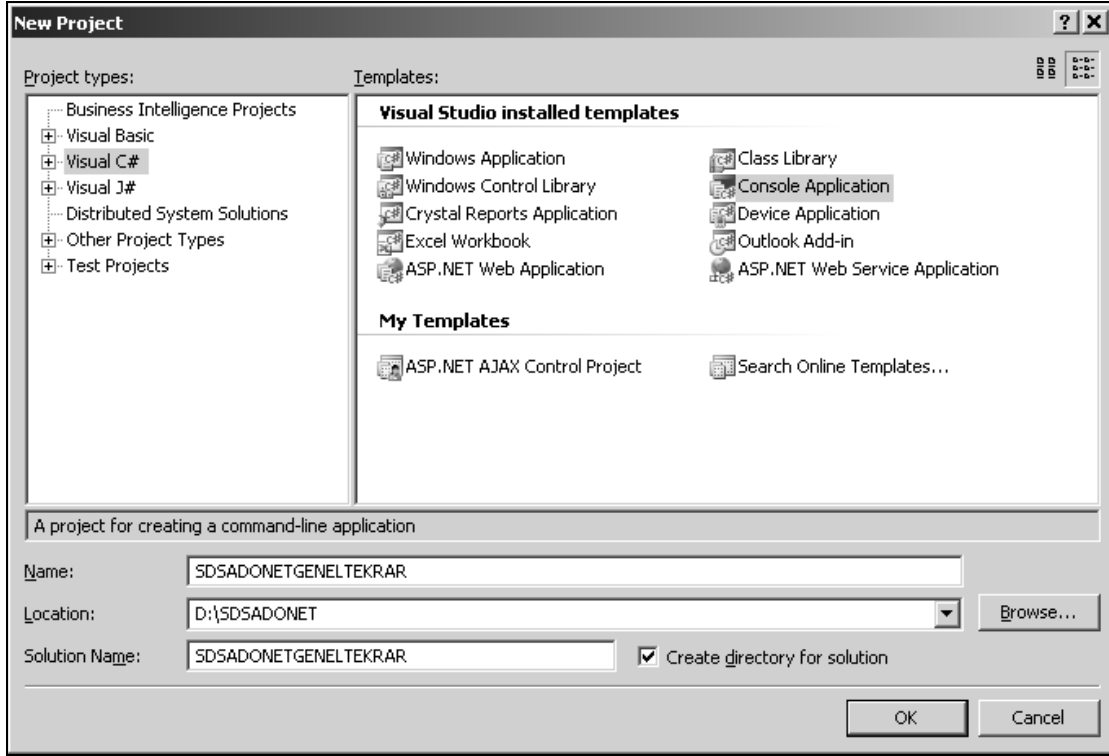 New Project
Project types:
Templates:
Business Intelligence Projects
Visual Basic
Visual C#
Visual J#
Distributed System Solutions
Other Project Types
Test Projects
Visual Studio installed templates
Windows Application
Class Library
Windows Control Library
Console Application
Crystal Reports Application
Device Application
Excel Workbook
Outlook Add-in
ASP.NET Web Application
ASP.NET Web Service Application
My Templates
ASP.NET AJAX Control Project
Search Online Templates...
A project for creating a command-line application
Name:
SDSADONETGENELTEKRAR
Location:
D:\SDSADONET
Browse...
Solution Name:
SDSADONETGENELTEKRAR
Create directory for solution
OK
Cancel